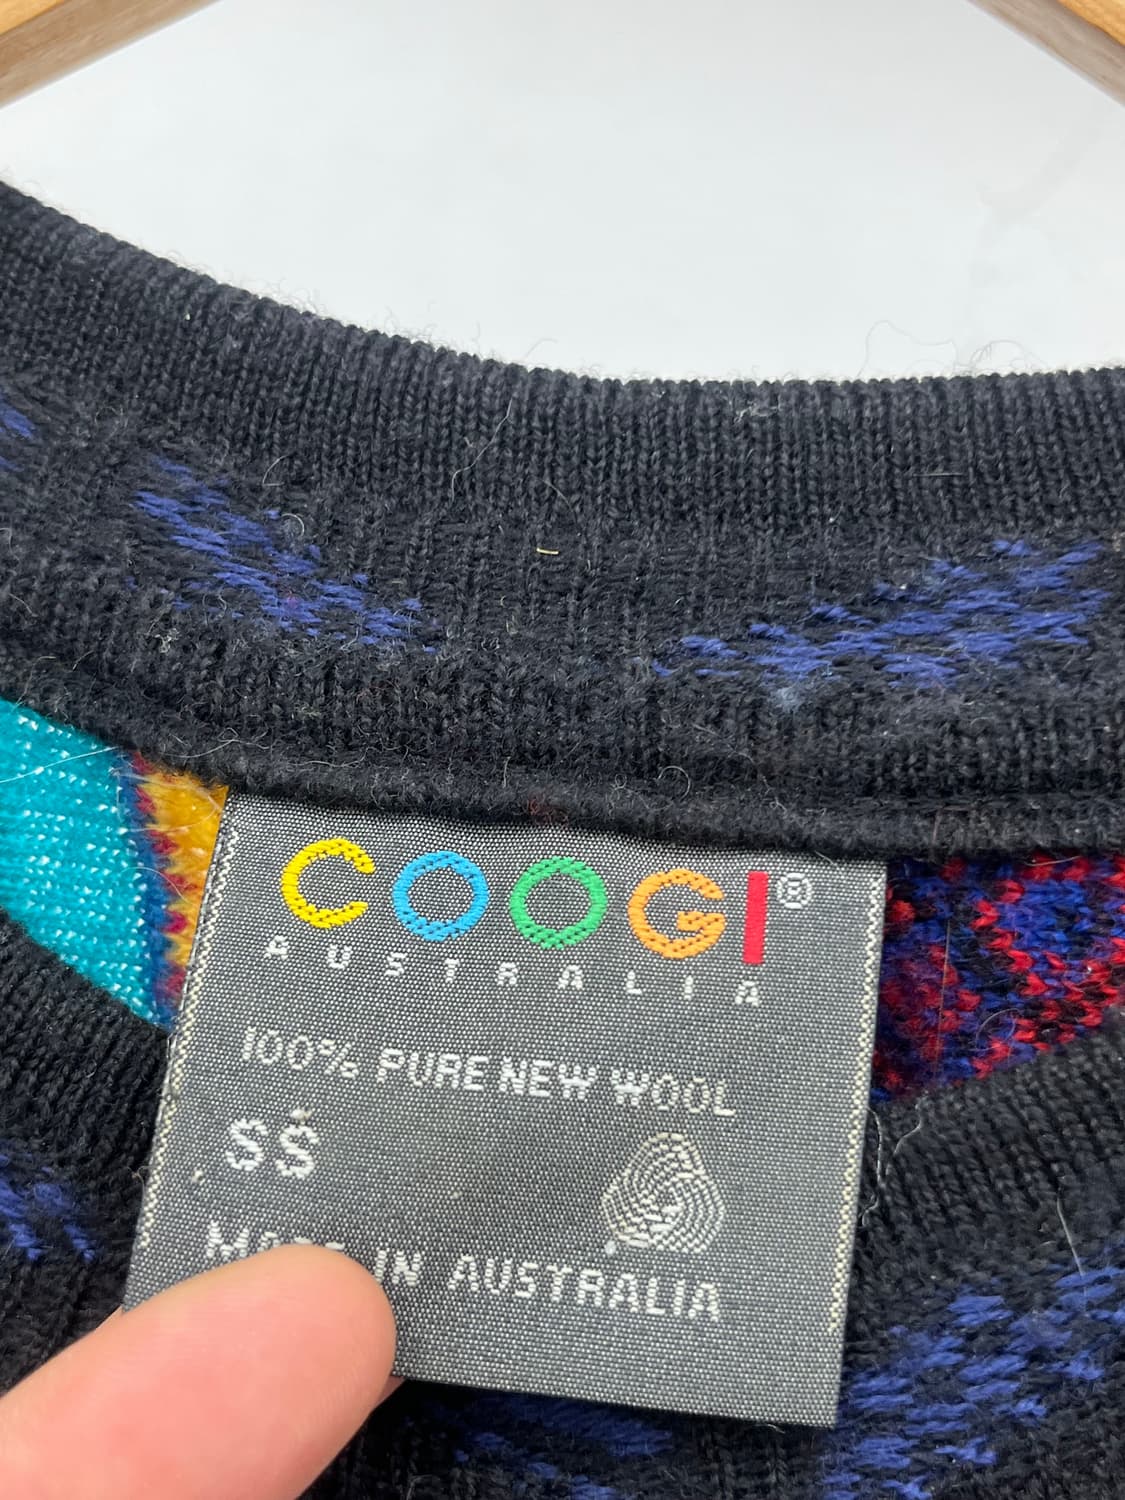 COOGI®
AUSTRALIA
100% PURE NEW WOOL
SS
IN AUSTRALIA